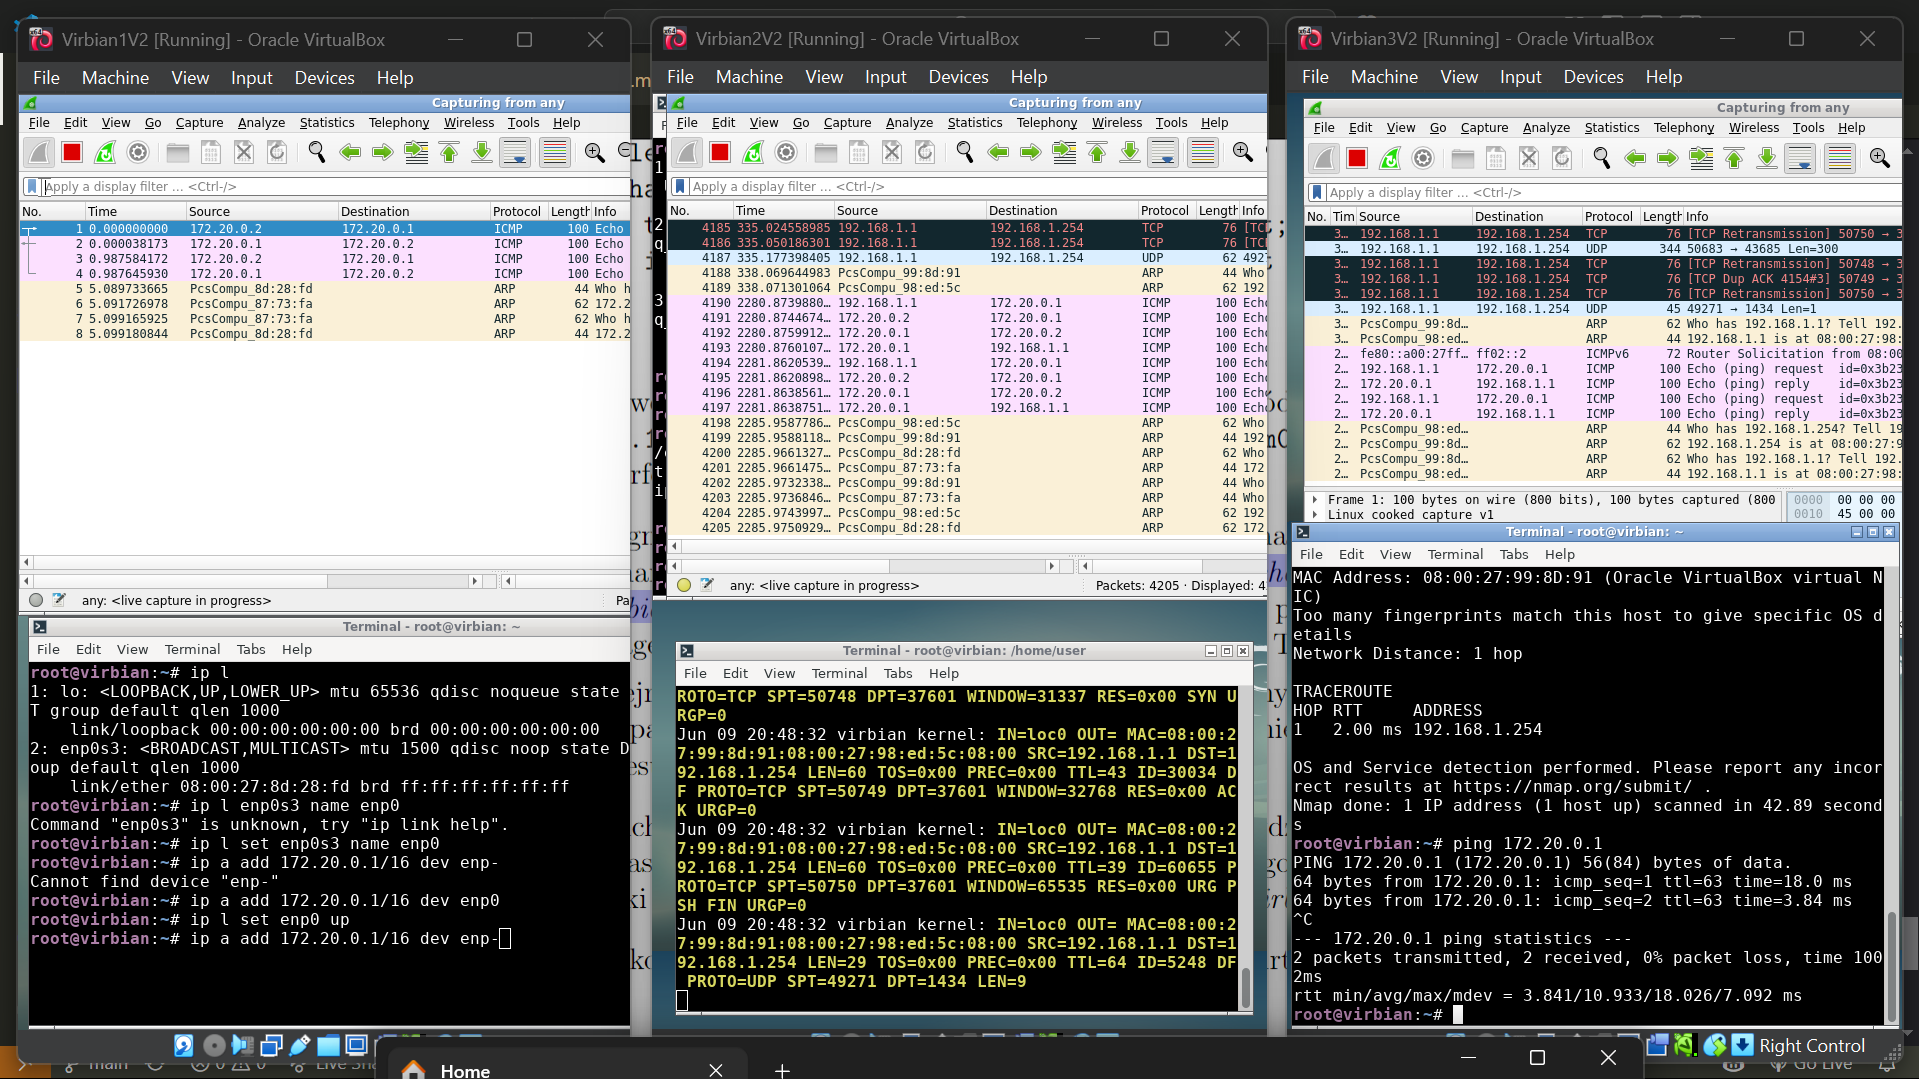 Virbian1V2 [Running] - Oracle VirtualBox
File Machine View Input Devices Help
Capturing from any
File Edit View Go Capture Analyze Statistics Telephony Wireless Tools Help
Apply a display filter ... <Ctrl-/>
No. Time Source Destination Protocol Length Info
1 0.000000000 172.20.0.2 172.20.0.1 ICMP 100 Echo
2 0.000038173 172.20.0.1 172.20.0.2 ICMP 100 Echo
3 0.987584172 172.20.0.2 172.20.0.1 ICMP 100 Echo
4 0.987645930 172.20.0.1 172.20.0.2 ICMP 100 Echo
5 5.089733665 PcsCompu_8d:28:fd ARP 44 Who h
6 5.091726978 PcsCompu_87:73:fa ARP 62 172.2
7 5.099165925 PcsCompu_87:73:fa ARP 62 Who h
8 5.099180844 PcsCompu_8d:28:fd ARP 44 172.2
any: <live capture in progress> Pa
Terminal - root@virbian: ~
File Edit View Terminal Tabs Help
root@virbian:~# ip l
1: lo: <LOOPBACK,UP,LOWER_UP> mtu 65536 qdisc noqueue state
T group default qlen 1000
link/loopback 00:00:00:00:00:00 brd 00:00:00:00:00:00
2: enp0s3: <BROADCAST,MULTICAST> mtu 1500 qdisc noop state D
oup default qlen 1000
link/ether 08:00:27:8d:28:fd brd ff:ff:ff:ff:ff:ff
root@virbian:~# ip l enp0s3 name enp0
Command "enp0s3" is unknown, try "ip link help".
root@virbian:~# ip l set enp0s3 name enp0
root@virbian:~# ip a add 172.20.0.1/16 dev enp-
Cannot find device "enp-"
root@virbian:~# ip a add 172.20.0.1/16 dev enp0
root@virbian:~# ip l set enp0 up
root@virbian:~# ip a add 172.20.0.1/16 dev enp-
Virbian2V2 [Running] - Oracle VirtualBox
File Machine View Input Devices Help
Capturing from any
File Edit View Go Capture Analyze Statistics Telephony Wireless Tools Help
Apply a display filter ... <Ctrl-/>
No. Time Source Destination Protocol Length Info
4185 335.024558985 192.168.1.1 192.168.1.254 TCP 76 [TCP
4186 335.050186301 192.168.1.1 192.168.1.254 TCP 76 [TCP
4187 335.177398405 192.168.1.1 192.168.1.254 UDP 62 4927
4188 338.069644983 PcsCompu_99:8d:91 ARP 44 Who
4189 338.071301064 PcsCompu_98:ed:5c ARP 62 192
4190 2280.8739880… 192.168.1.1 172.20.0.1 ICMP 100 Echo
4191 2280.8744674… 172.20.0.2 172.20.0.1 ICMP 100 Echo
4192 2280.8759912… 172.20.0.1 172.20.0.2 ICMP 100 Echo
4193 2280.8760107… 172.20.0.1 192.168.1.1 ICMP 100 Echo
4194 2281.8620539… 192.168.1.1 172.20.0.1 ICMP 100 Echo
4195 2281.8620898… 172.20.0.2 172.20.0.1 ICMP 100 Echo
4196 2281.8638561… 172.20.0.1 172.20.0.2 ICMP 100 Echo
4197 2281.8638751… 172.20.0.1 192.168.1.1 ICMP 100 Echo
4198 2285.9587786… PcsCompu_98:ed:5c ARP 62 Who
4199 2285.9588118… PcsCompu_99:8d:91 ARP 44 192
4200 2285.9661327… PcsCompu_8d:28:fd ARP 62 Who
4201 2285.9661475… PcsCompu_87:73:fa ARP 44 172
4202 2285.9732338… PcsCompu_99:8d:91 ARP 44 Who
4203 2285.9736846… PcsCompu_87:73:fa ARP 44 Who
4204 2285.9743997… PcsCompu_98:ed:5c ARP 62 192
4205 2285.9750929… PcsCompu_8d:28:fd ARP 62 172
any: <live capture in progress> Packets: 4205 · Displayed: 4
Terminal - root@virbian: /home/user
File Edit View Terminal Tabs Help
ROTO=TCP SPT=50748 DPT=37601 WINDOW=31337 RES=0x00 SYN U
RGP=0
Jun 09 20:48:32 virbian kernel: IN=loc0 OUT= MAC=08:00:2
7:99:8d:91:08:00:27:98:ed:5c:08:00 SRC=192.168.1.1 DST=1
92.168.1.254 LEN=60 TOS=0x00 PREC=0x00 TTL=43 ID=30034 D
F PROTO=TCP SPT=50749 DPT=37601 WINDOW=32768 RES=0x00 AC
K URGP=0
Jun 09 20:48:32 virbian kernel: IN=loc0 OUT= MAC=08:00:2
7:99:8d:91:08:00:27:98:ed:5c:08:00 SRC=192.168.1.1 DST=1
92.168.1.254 LEN=60 TOS=0x00 PREC=0x00 TTL=39 ID=60655 P
ROTO=TCP SPT=50750 DPT=37601 WINDOW=65535 RES=0x00 URG P
SH FIN URGP=0
Jun 09 20:48:32 virbian kernel: IN=loc0 OUT= MAC=08:00:2
7:99:8d:91:08:00:27:98:ed:5c:08:00 SRC=192.168.1.1 DST=1
92.168.1.254 LEN=29 TOS=0x00 PREC=0x00 TTL=64 ID=5248 DF
PROTO=UDP SPT=49271 DPT=1434 LEN=9
Virbian3V2 [Running] - Oracle VirtualBox
File Machine View Input Devices Help
Capturing from any
File Edit View Go Capture Analyze Statistics Telephony Wireless Tools Help
Apply a display filter ... <Ctrl-/>
No. Tim Source Destination Protocol Length Info
3… 192.168.1.1 192.168.1.254 TCP 76 [TCP Retransmission] 50750 → 3
3… 192.168.1.1 192.168.1.254 UDP 344 50683 → 43685 Len=300
3… 192.168.1.1 192.168.1.254 TCP 76 [TCP Retransmission] 50748 → 3
3… 192.168.1.1 192.168.1.254 TCP 76 [TCP Dup ACK 4154#3] 50749 → 3
3… 192.168.1.1 192.168.1.254 TCP 76 [TCP Retransmission] 50750 → 3
3… 192.168.1.1 192.168.1.254 UDP 45 49271 → 1434 Len=1
3… PcsCompu_99:8d… ARP 62 Who has 192.168.1.1? Tell 192.
3… PcsCompu_98:ed… ARP 44 192.168.1.1 is at 08:00:27:98:
2… fe80::a00:27ff… ff02::2 ICMPv6 72 Router Solicitation from 08:00
2… 192.168.1.1 172.20.0.1 ICMP 100 Echo (ping) request id=0x3b23
2… 172.20.0.1 192.168.1.1 ICMP 100 Echo (ping) reply id=0x3b23
2… 192.168.1.1 172.20.0.1 ICMP 100 Echo (ping) request id=0x3b23
2… 172.20.0.1 192.168.1.1 ICMP 100 Echo (ping) reply id=0x3b23
2… PcsCompu_98:ed… ARP 44 Who has 192.168.1.254? Tell 19
2… PcsCompu_99:8d… ARP 62 192.168.1.254 is at 08:00:27:9
2… PcsCompu_99:8d… ARP 62 Who has 192.168.1.1? Tell 192.
2… PcsCompu_98:ed… ARP 44 192.168.1.1 is at 08:00:27:98:
Frame 1: 100 bytes on wire (800 bits), 100 bytes captured (800 0000 00 00 00
Linux cooked capture v1 0010 45 00 00
Terminal - root@virbian: ~
File Edit View Terminal Tabs Help
MAC Address: 08:00:27:99:8D:91 (Oracle VirtualBox virtual N
IC)
Too many fingerprints match this host to give specific OS d
etails
Network Distance: 1 hop
TRACEROUTE
HOP RTT ADDRESS
1 2.00 ms 192.168.1.254
OS and Service detection performed. Please report any incor
rect results at https://nmap.org/submit/ .
Nmap done: 1 IP address (1 host up) scanned in 42.89 second
s
root@virbian:~# ping 172.20.0.1
PING 172.20.0.1 (172.20.0.1) 56(84) bytes of data.
64 bytes from 172.20.0.1: icmp_seq=1 ttl=63 time=18.0 ms
64 bytes from 172.20.0.1: icmp_seq=2 ttl=63 time=3.84 ms
^C
--- 172.20.0.1 ping statistics ---
2 packets transmitted, 2 received, 0% packet loss, time 100
2ms
rtt min/avg/max/mdev = 3.841/10.933/18.026/7.092 ms
root@virbian:~#
Right Control
main
Live Sha
Go Live
Home